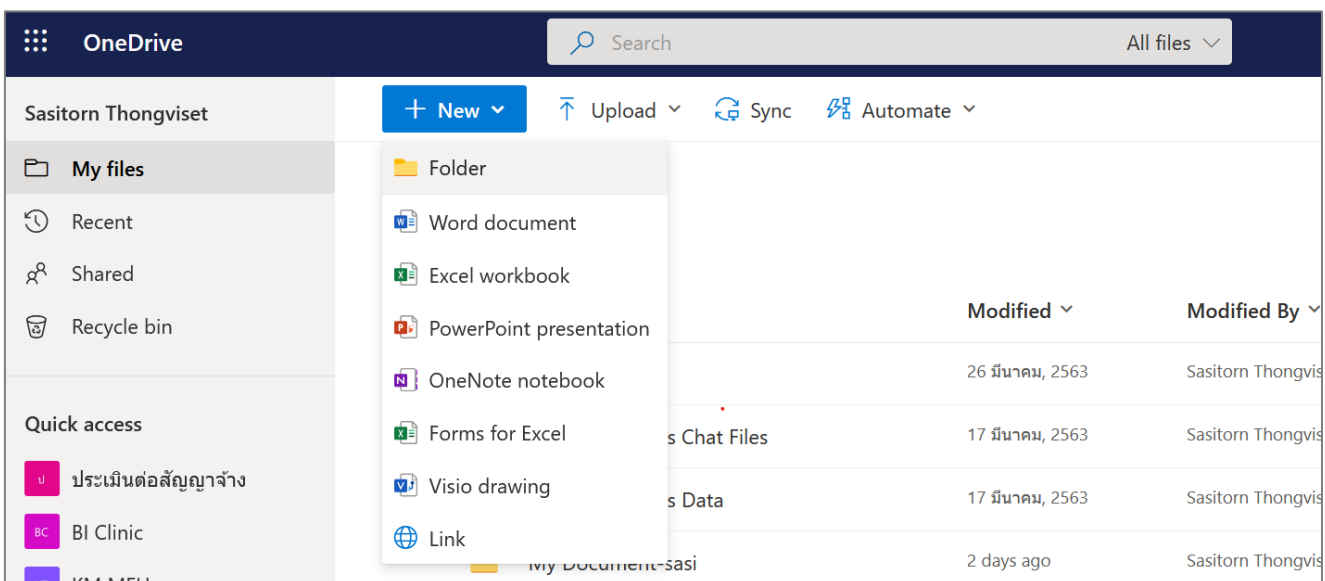 OneDrive
Search
All files
Sasitorn Thongviset
My files
Recent
Shared
Recycle bin
Quick access
ป ประเมินต่อสัญญาจ้าง
BC BI Clinic
New
Upload
Sync
Automate
Folder
Word document
Excel workbook
PowerPoint presentation
OneNote notebook
Forms for Excel
Visio drawing
Link
Modified
Modified By
26 มีนาคม, 2563
Sasitorn Thongvis
s Chat Files
17 มีนาคม, 2563
Sasitorn Thongvis
s Data
17 มีนาคม, 2563
Sasitorn Thongvis
My Document-sasi
2 days ago
Sasitorn Thongvis